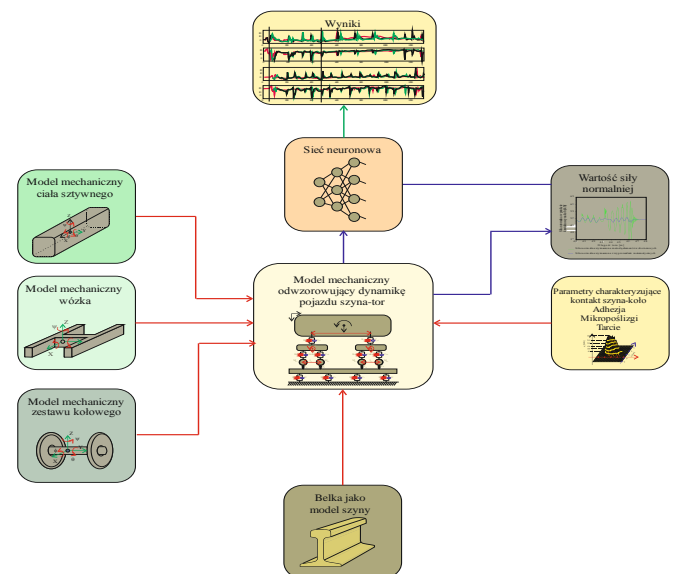 Wyniki
Sieć neuronowa
Model mechaniczny
ciała sztywnego
Wartość siły
normalniej
Model mechaniczny
wózka
Model mechaniczny
odwzorowujący dynamikę
pojazdu szyna-tor
Parametry charakteryzujące
kontakt szyna-koło
Adhezja
Mikropoślizgi
Tarcie
Model mechaniczny
zestawu kołowego
Belka jako
model szyny